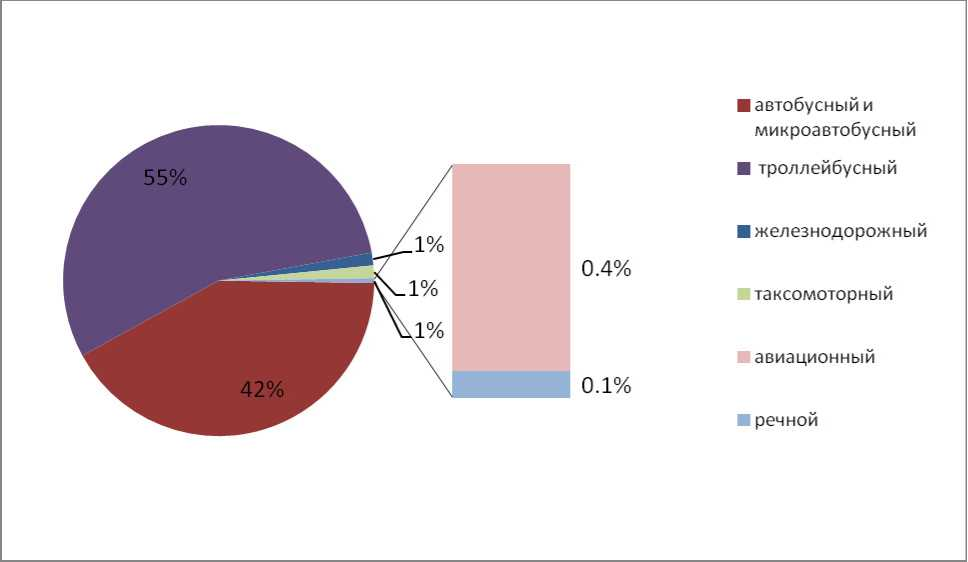 55%
42%
1%
1%
1%
0.4%
0.1%
автобусный и
микроавтобусный
троллейбусный
железнодорожный
таксомоторный
авиационный
речной